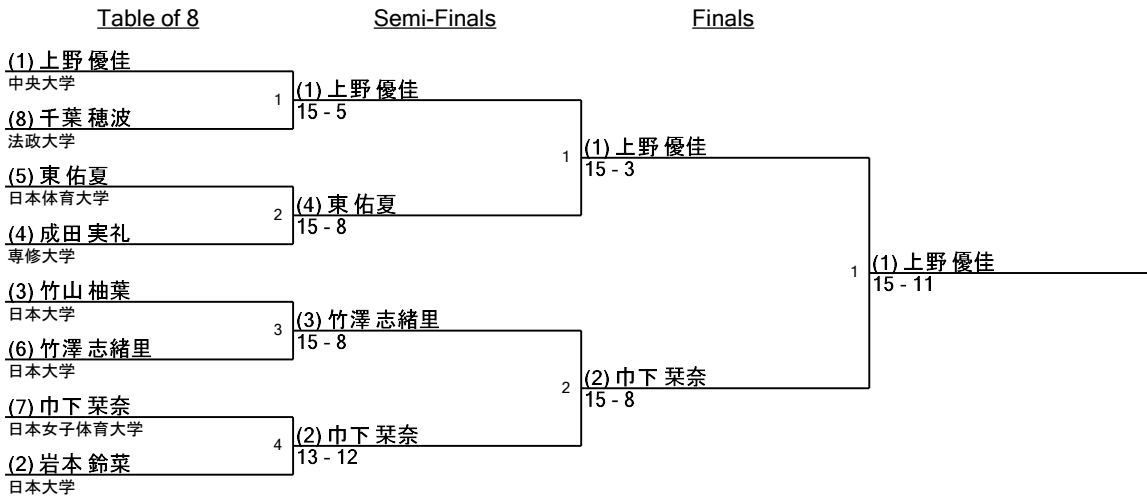 Table of 8
Semi-Finals
Finals
(1) 上野 優佳
中央大学
(8) 千葉 穂波
法政大学
(5) 東 佑夏
日本体育大学
(4) 成田 実礼
専修大学
(3) 竹山 柚葉
日本大学
(6) 竹澤 志緒里
日本大学
(7) 巾下 栞奈
日本女子体育大学
(2) 岩本 鈴菜
日本大学
1
(1) 上野 優佳
15 - 5
2
(4) 東 佑夏
15 - 8
3
(3) 竹澤 志緒里
15 - 8
4
(2) 巾下 栞奈
13 - 12
1
(1) 上野 優佳
15 - 3
2
(2) 巾下 栞奈
15 - 8
1
(1) 上野 優佳
15 - 11